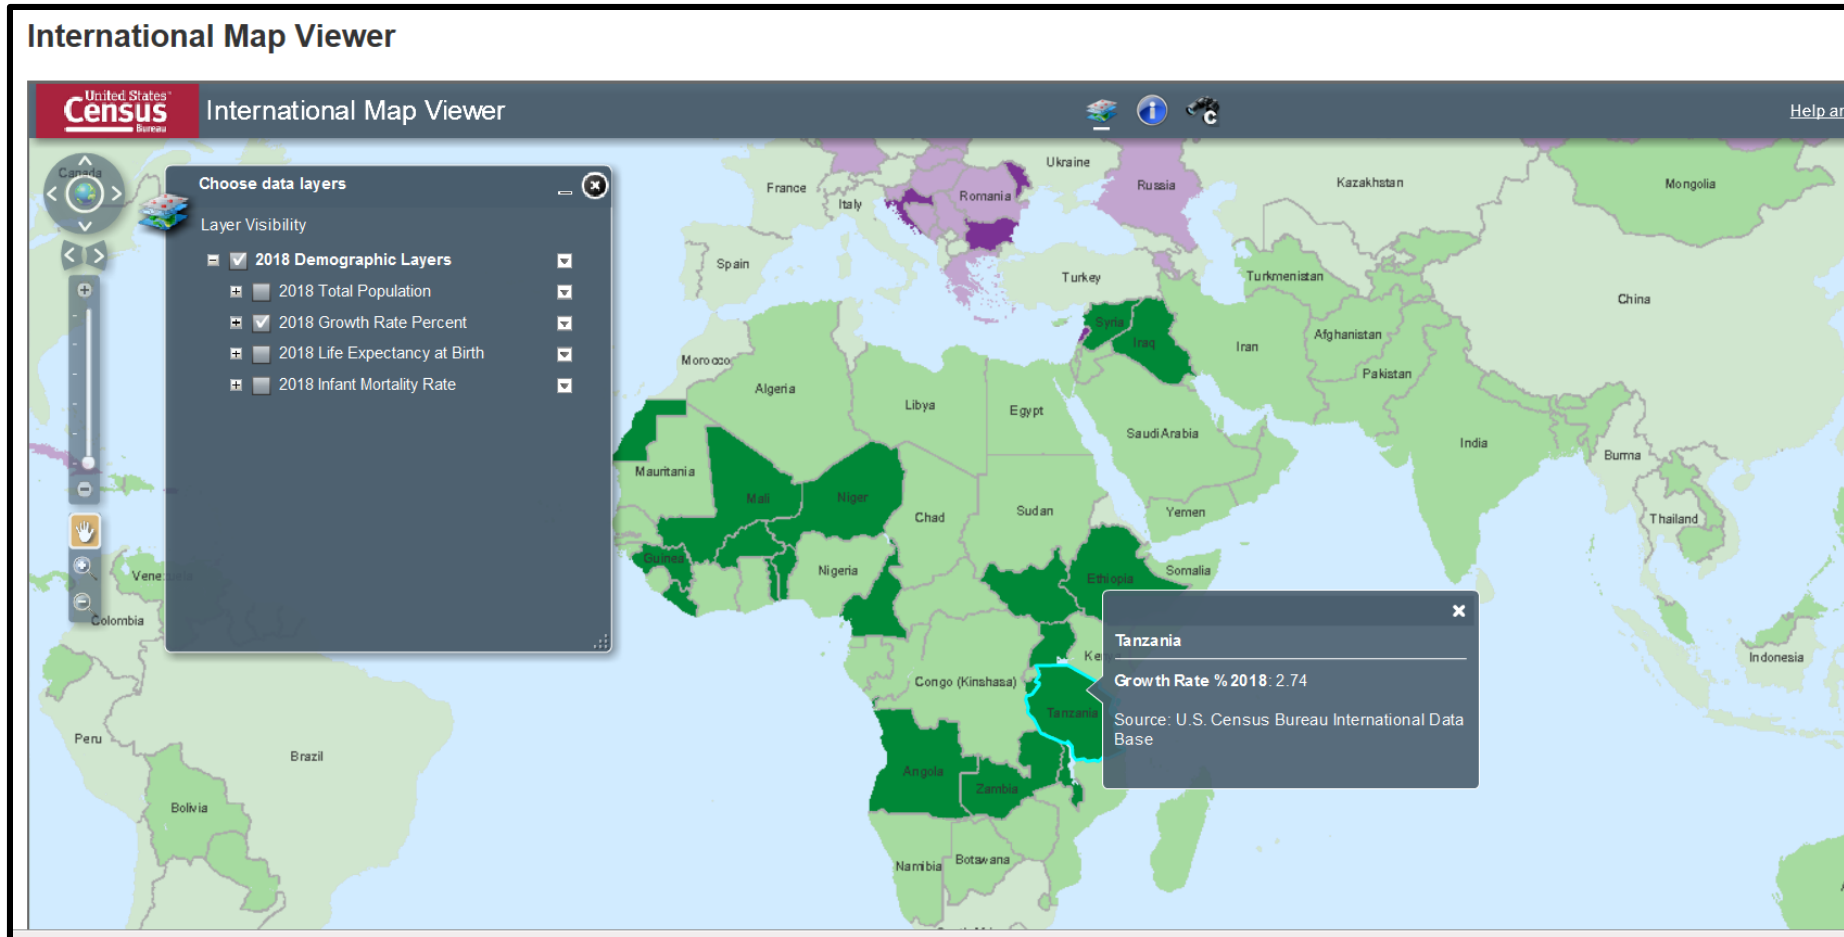 International Map Viewer
United States™
Census
Bureau
International Map Viewer
Choose data layers
Layer Visibility
2018 Demographic Layers
2018 Total Population
2018 Growth Rate Percent
2018 Life Expectancy at Birth
2018 Infant Mortality Rate
C
Help
Canada
Colombia
Peru
Brazil
Bolivia
France
Italy
Spain
Romania
Ukraine
Russia
Turkey
Kazakhstan
Mongolia
Turkmenistan
China
Syria
Iraq
Iran
Afghanistan
Pakistan
Morocco
Algeria
Libya
Egypt
Saudi Arabia
India
Burma
Mauritania
Mali
Niger
Chad
Sudan
Yemen
Thailand
Guinea
Nigeria
Ethiopia
Somalia
Congo (Kinshasa)
Tanzania
Indonesia
Angola
Zambia
Namibia
Botswana
Tanzania
Growth Rate % 2018: 2.74
Source: U.S. Census Bureau International Data
Base